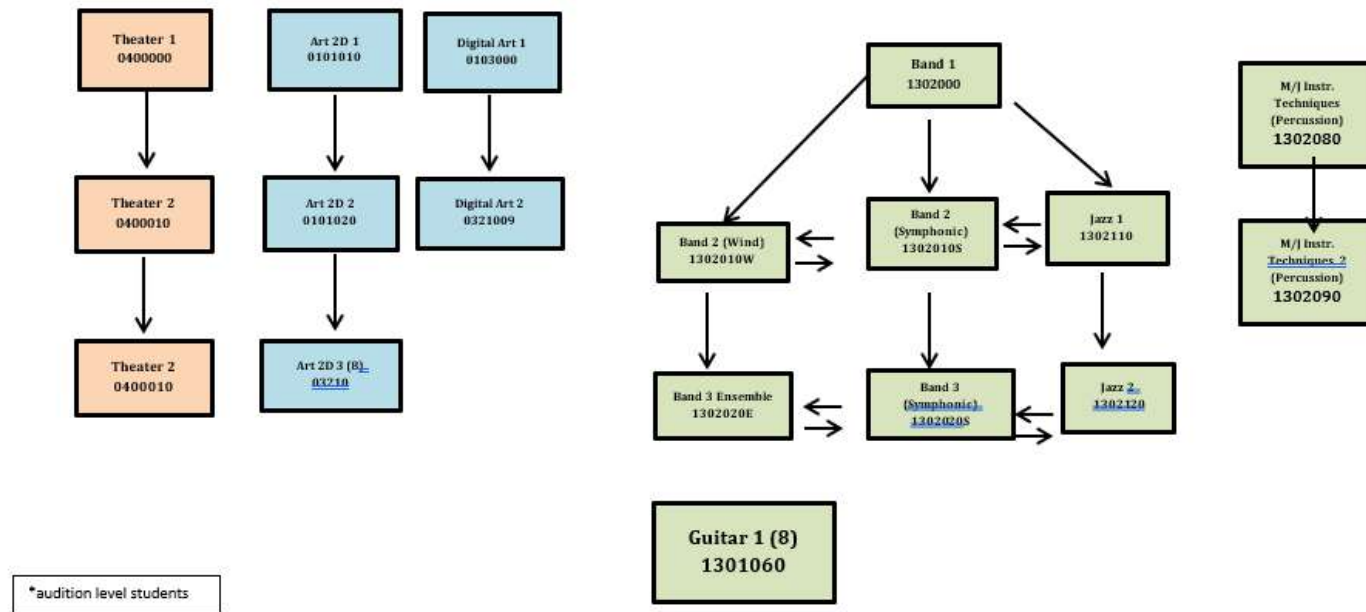 Theater 1
0400000
Art 2D 1
0101010
Digital Art 1
0103000
Band 1
1302000
M/J Instr.
Techniques
(Percussion)
1302080
Theater 2
0400010
Art 2D 2
0101020
Digital Art 2
0321009
Band 2 (Wind)
1302010W
Band 2
(Symphonic)
1302010S
Jazz 1
1302110
M/J Instr.
Techniques 2
(Percussion)
1302090
Theater 2
0400010
Art 2D 3 (8)
03210
Band 3 Ensemble
1302020E
Band 3
(Symphonic)
1302020S
Jazz 2
1302120
Guitar 1 (8)
1301060
*audition level students